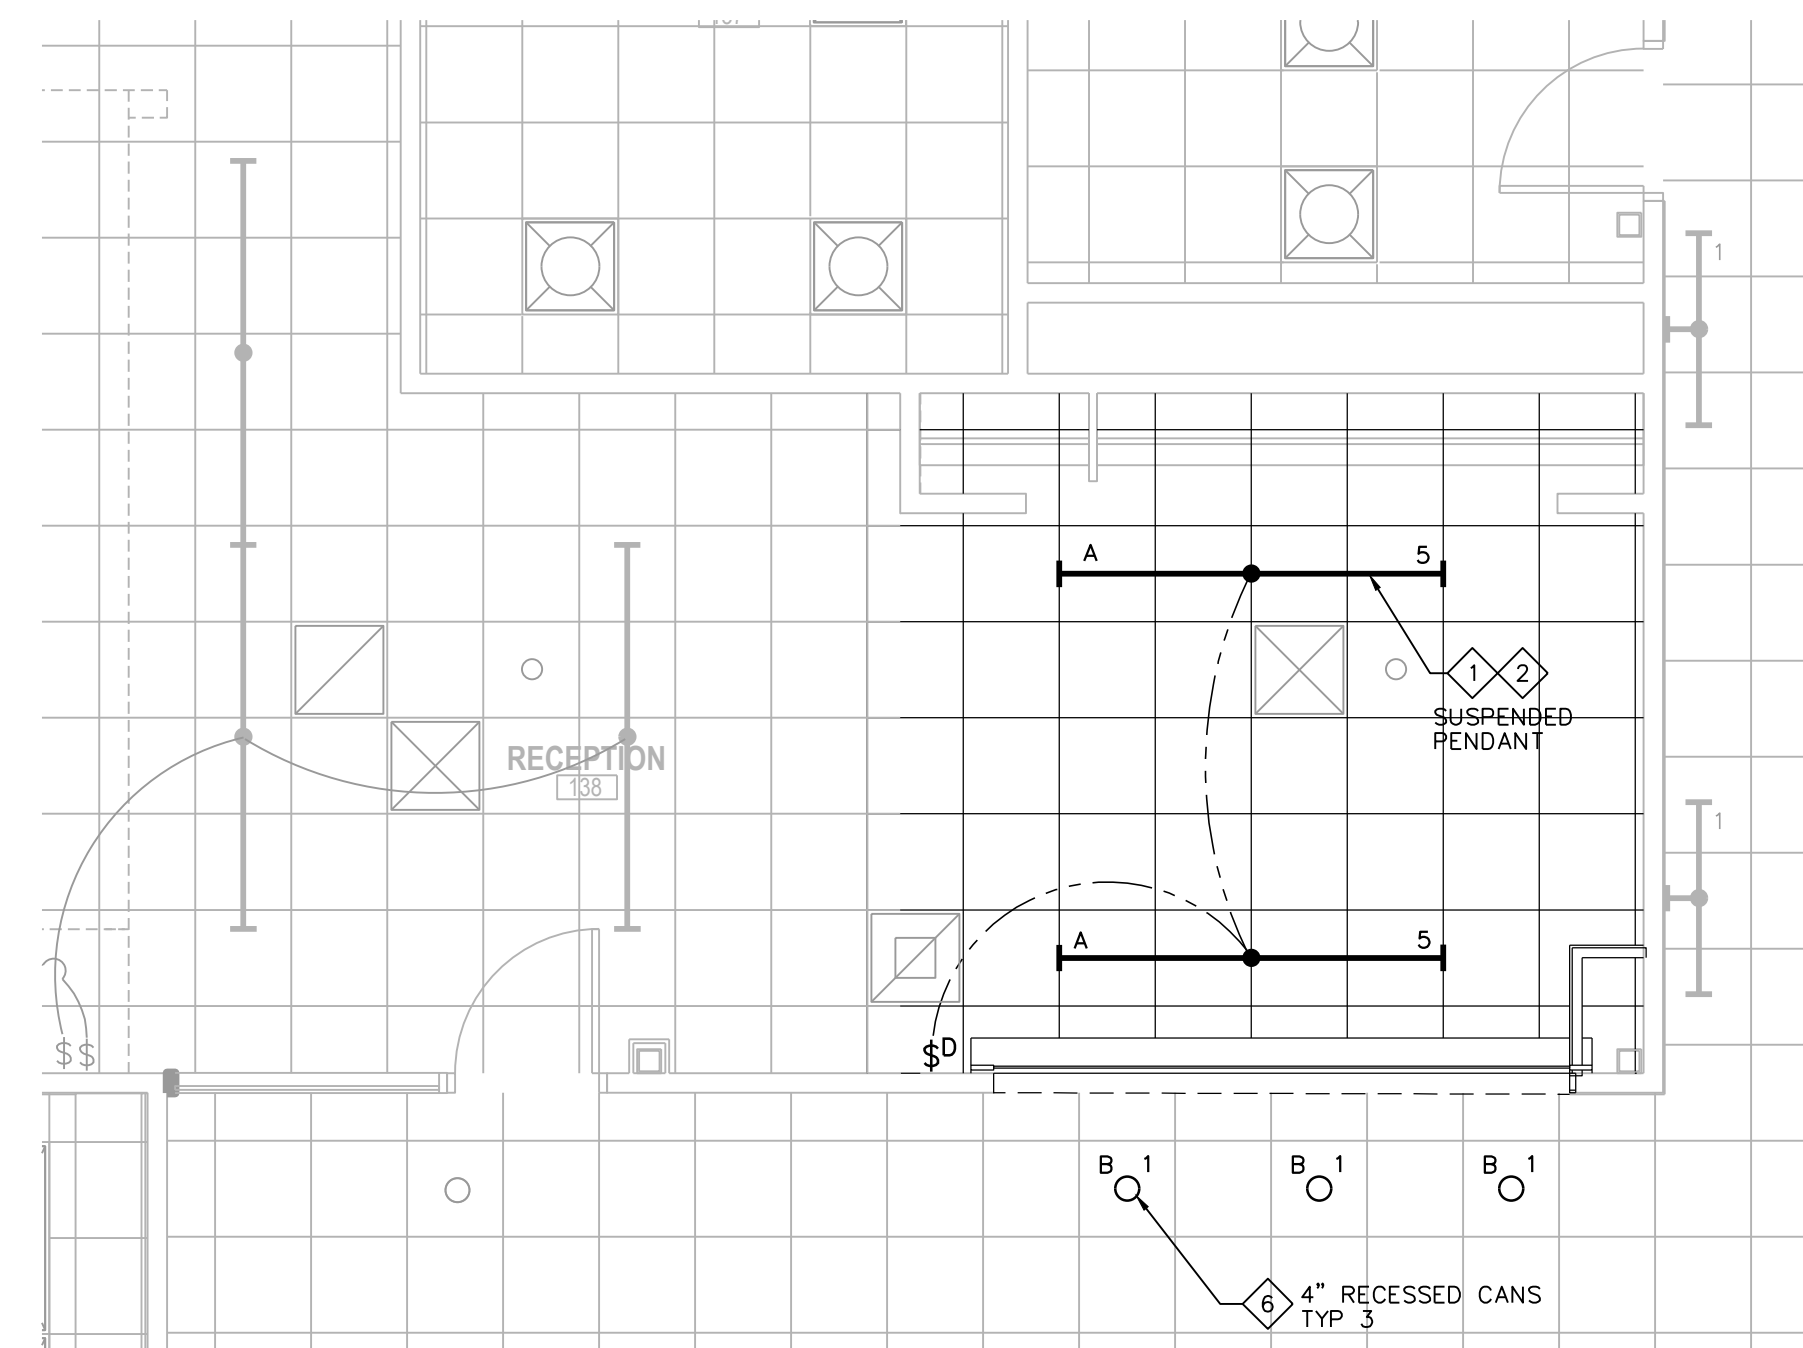 1
A 5
1 2
SUSPENDED
PENDANT
RECEPTION
138
1
A 5
$ $
$D
B 1 B 1 B 1
6 4" RECESSED CANS
TYP 3